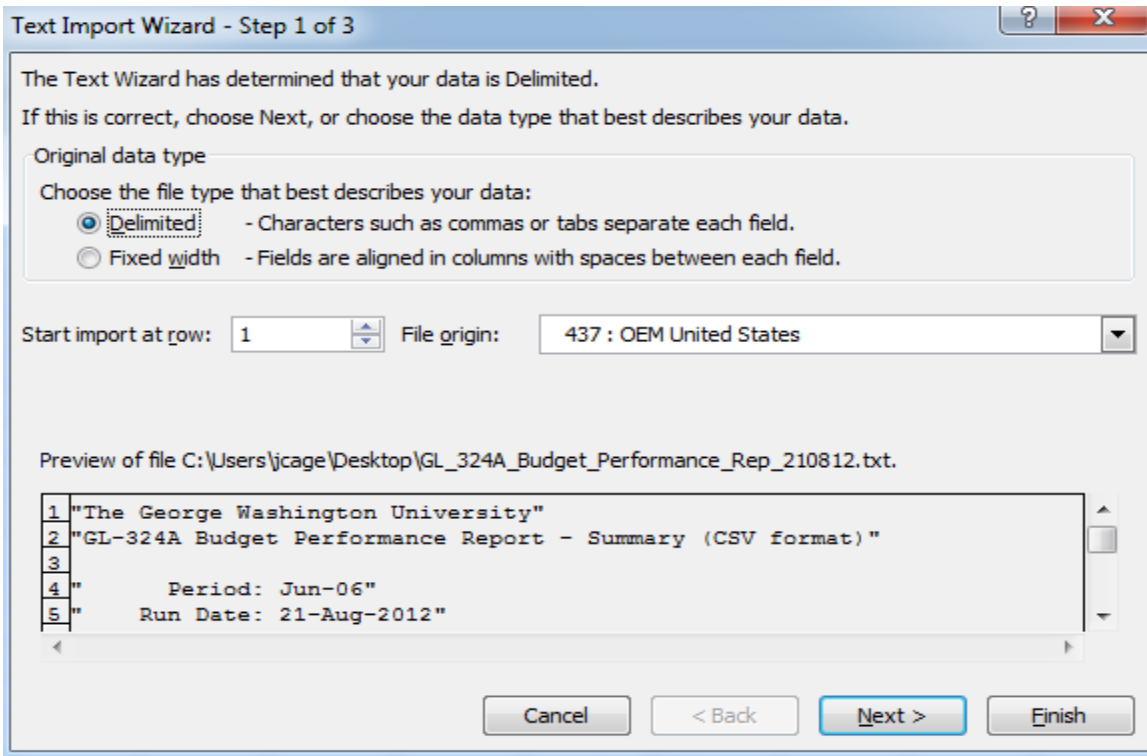 Text Import Wizard - Step 1 of 3
The Text Wizard has determined that your data is Delimited.
If this is correct, choose Next, or choose the data type that best describes your data.
Original data type
Choose the file type that best describes your data:
Delimited - Characters such as commas or tabs separate each field.
Fixed width - Fields are aligned in columns with spaces between each field.
Start import at row: 1 File origin: 437 : OEM United States
Preview of file C:\Users\jcage\Desktop\GL_324A_Budget_Performance_Rep_210812.txt.
1 "The George Washington University"
2 "GL-324A Budget Performance Report - Summary (CSV format)"
3
4 "      Period: Jun-06"
5 "    Run Date: 21-Aug-2012"
Cancel < Back Next > Finish